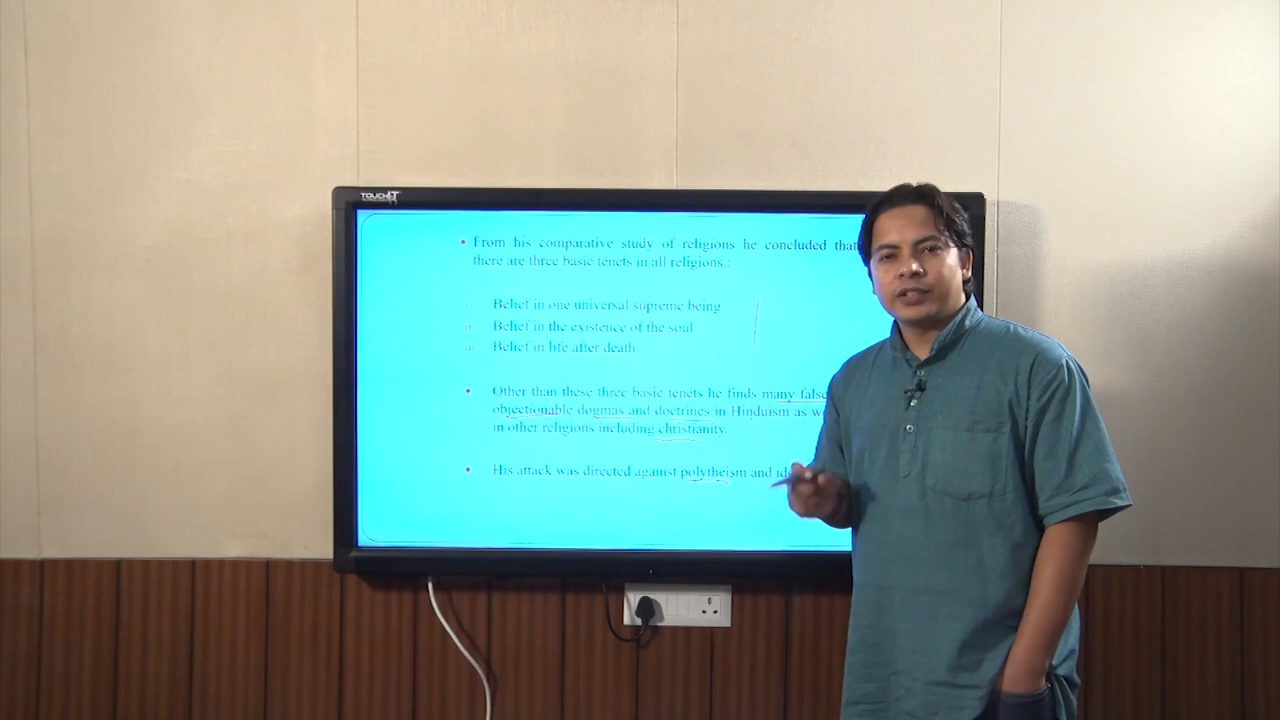 TOUCHIT
• From his comparative study of religions he concluded that
there are three basic tenets in all religions.:
Belief in one universal supreme being
Belief in the existence of the soul
Belief in life after death
• Other than these three basic tenets he finds many false
objectionable dogmas and doctrines in Hinduism as
in other religions including christianity.
• His attack was directed against polytheism and